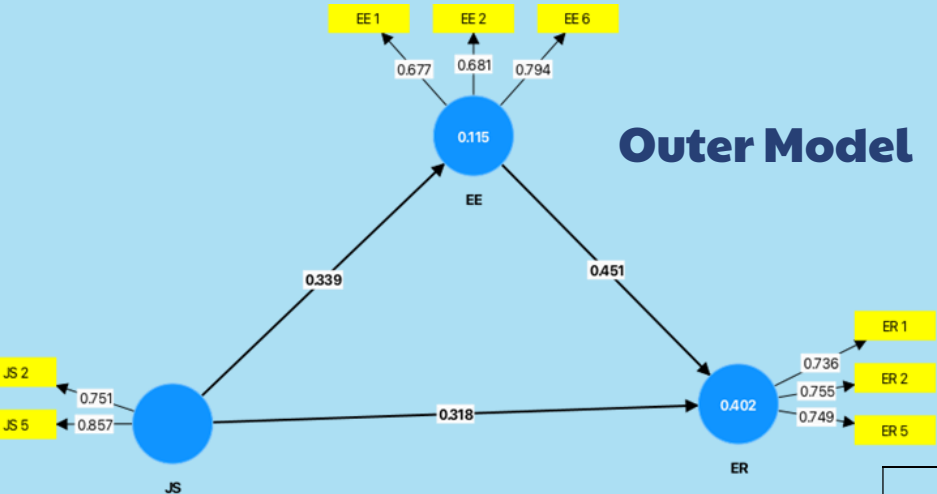 EE 1
EE 2
EE 6
0.677
0.681
0.794
0.115
Outer Model
EE
0.339
0.451
ER 1
0.736
JS 2
ER 2
0.751
0.755
0.402
0.318
0.749
JS 5
0.857
ER 5
ER
JS